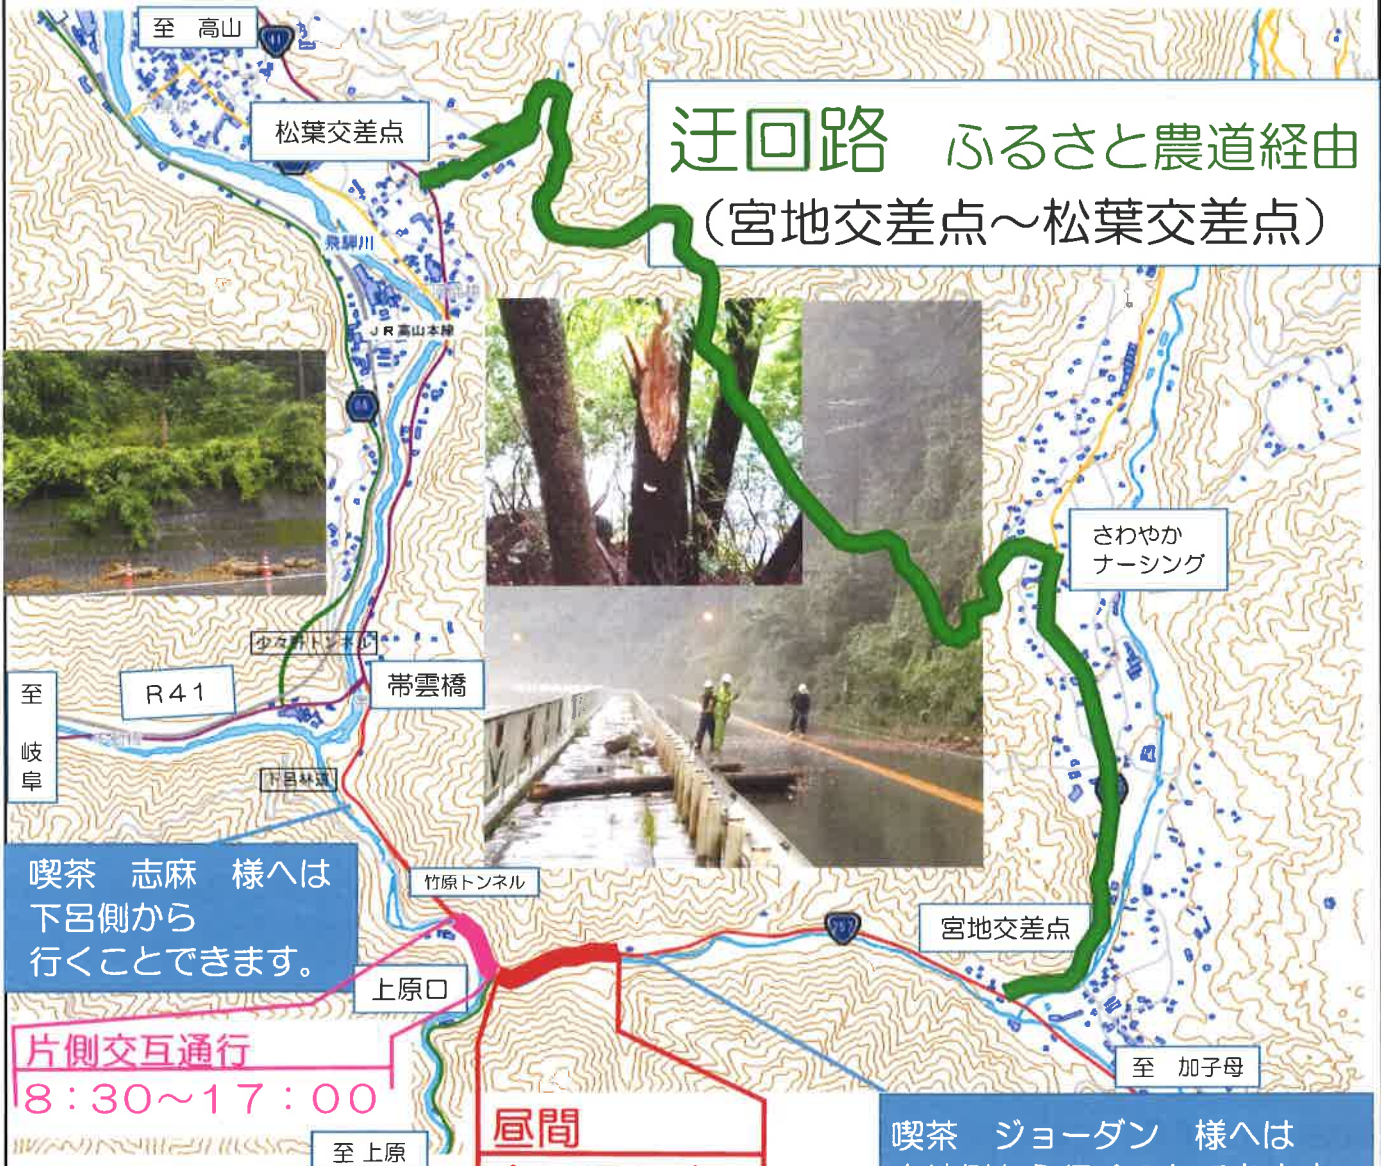 至 高山
41
松葉交差点
迂回路 ふるさと農道経由
(宮地交差点～松葉交差点)
飛騨川
JR高山本線
88
さわやか
ナーシング
少々野トンネル
帯雲橋
R41
至
岐
阜
下呂林道
喫茶 志麻 様へは
下呂側から
行くことできます。
竹原トンネル
257
宮地交差点
上原口
片側交互通行
8:30～17:00
至 加子母
昼間
至 上原
喫茶 ジョーダン 様へは